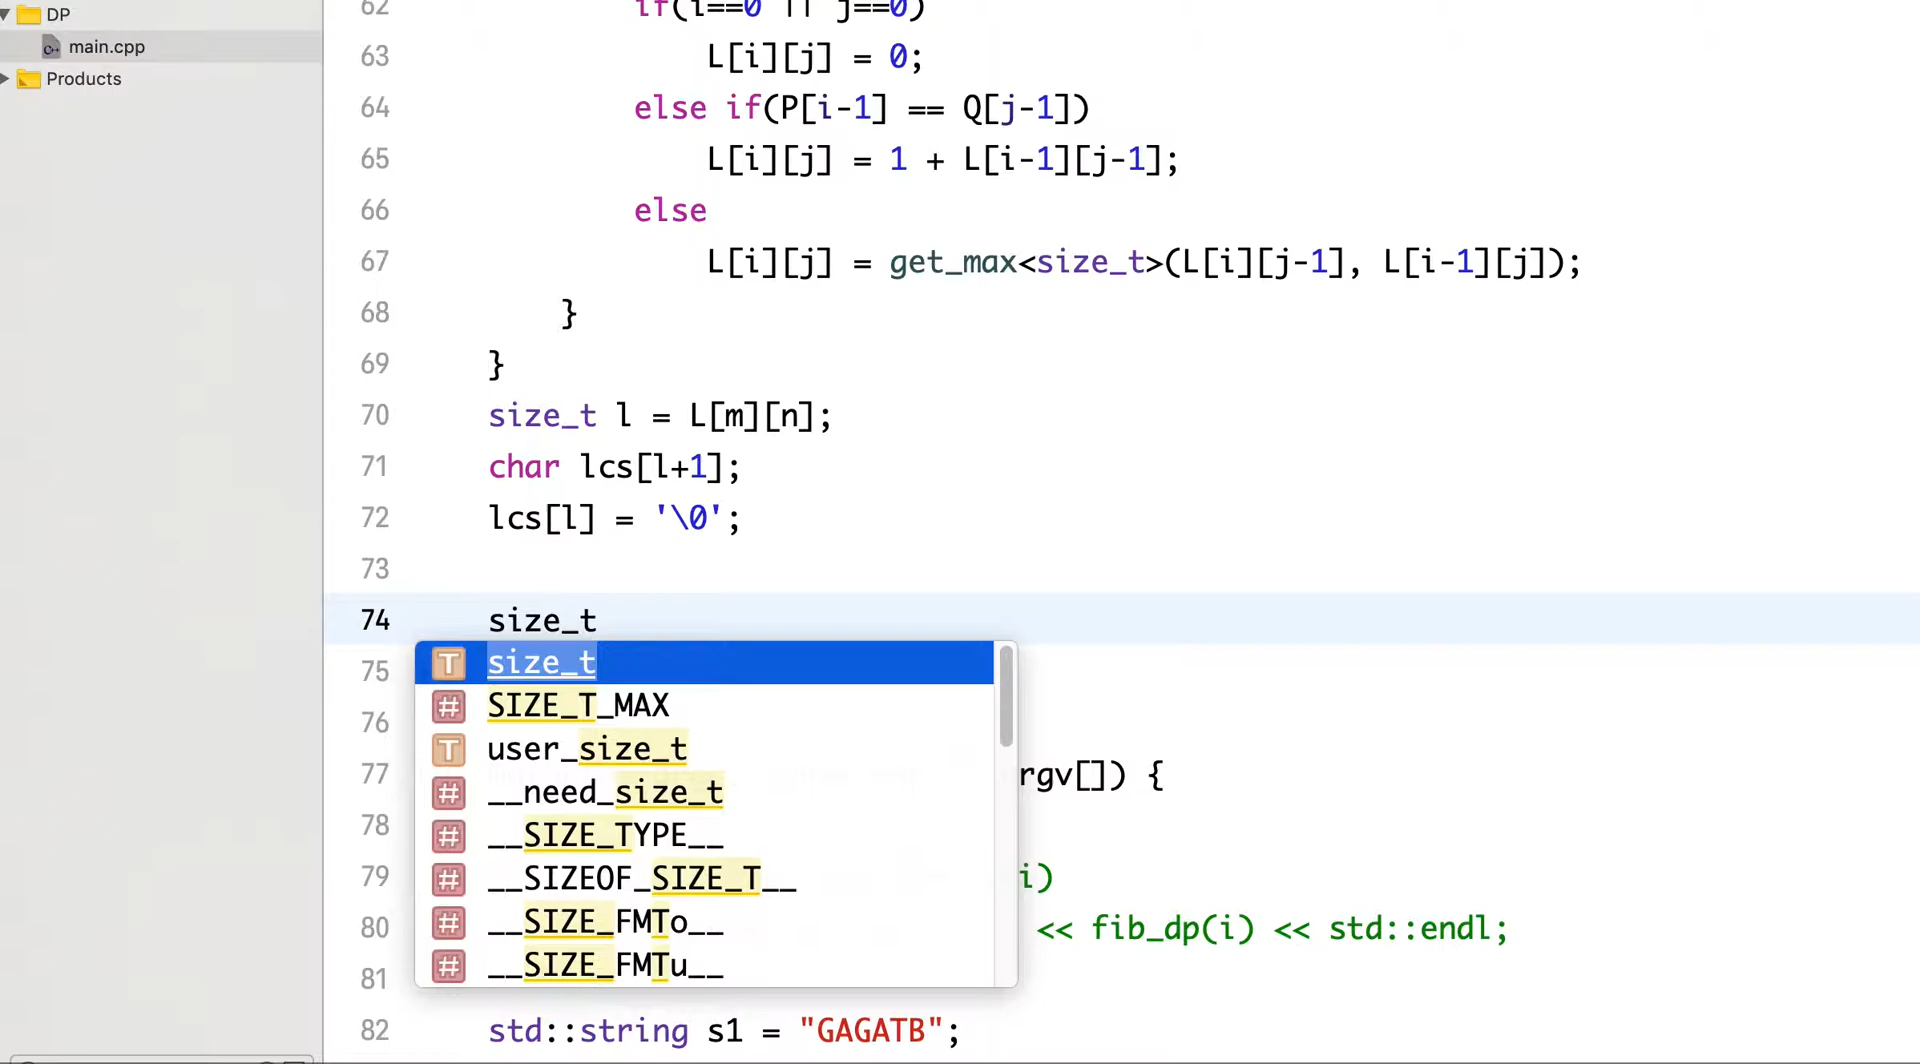 DP
main.cpp
Products
62 if(i==0 || j==0)
63 L[i][j] = 0;
64 else if(P[i-1] == Q[j-1])
65 L[i][j] = 1 + L[i-1][j-1];
66 else
67 L[i][j] = get_max<size_t>(L[i][j-1], L[i-1][j]);
68 }
69 }
70 size_t l = L[m][n];
71 char lcs[l+1];
72 lcs[l] = '\0';
73
74 size_t
75
T size_t
# SIZE_T_MAX
76
T user_size_t
77 rgv[]) {
# __need_size_t
78
# __SIZE_TYPE__
79 i)
# __SIZEOF_SIZE_T__
80 << fib_dp(i) << std::endl;
# __SIZE_FMTo__
81
# __SIZE_FMTu__
82 std::string s1 = "GAGATB";